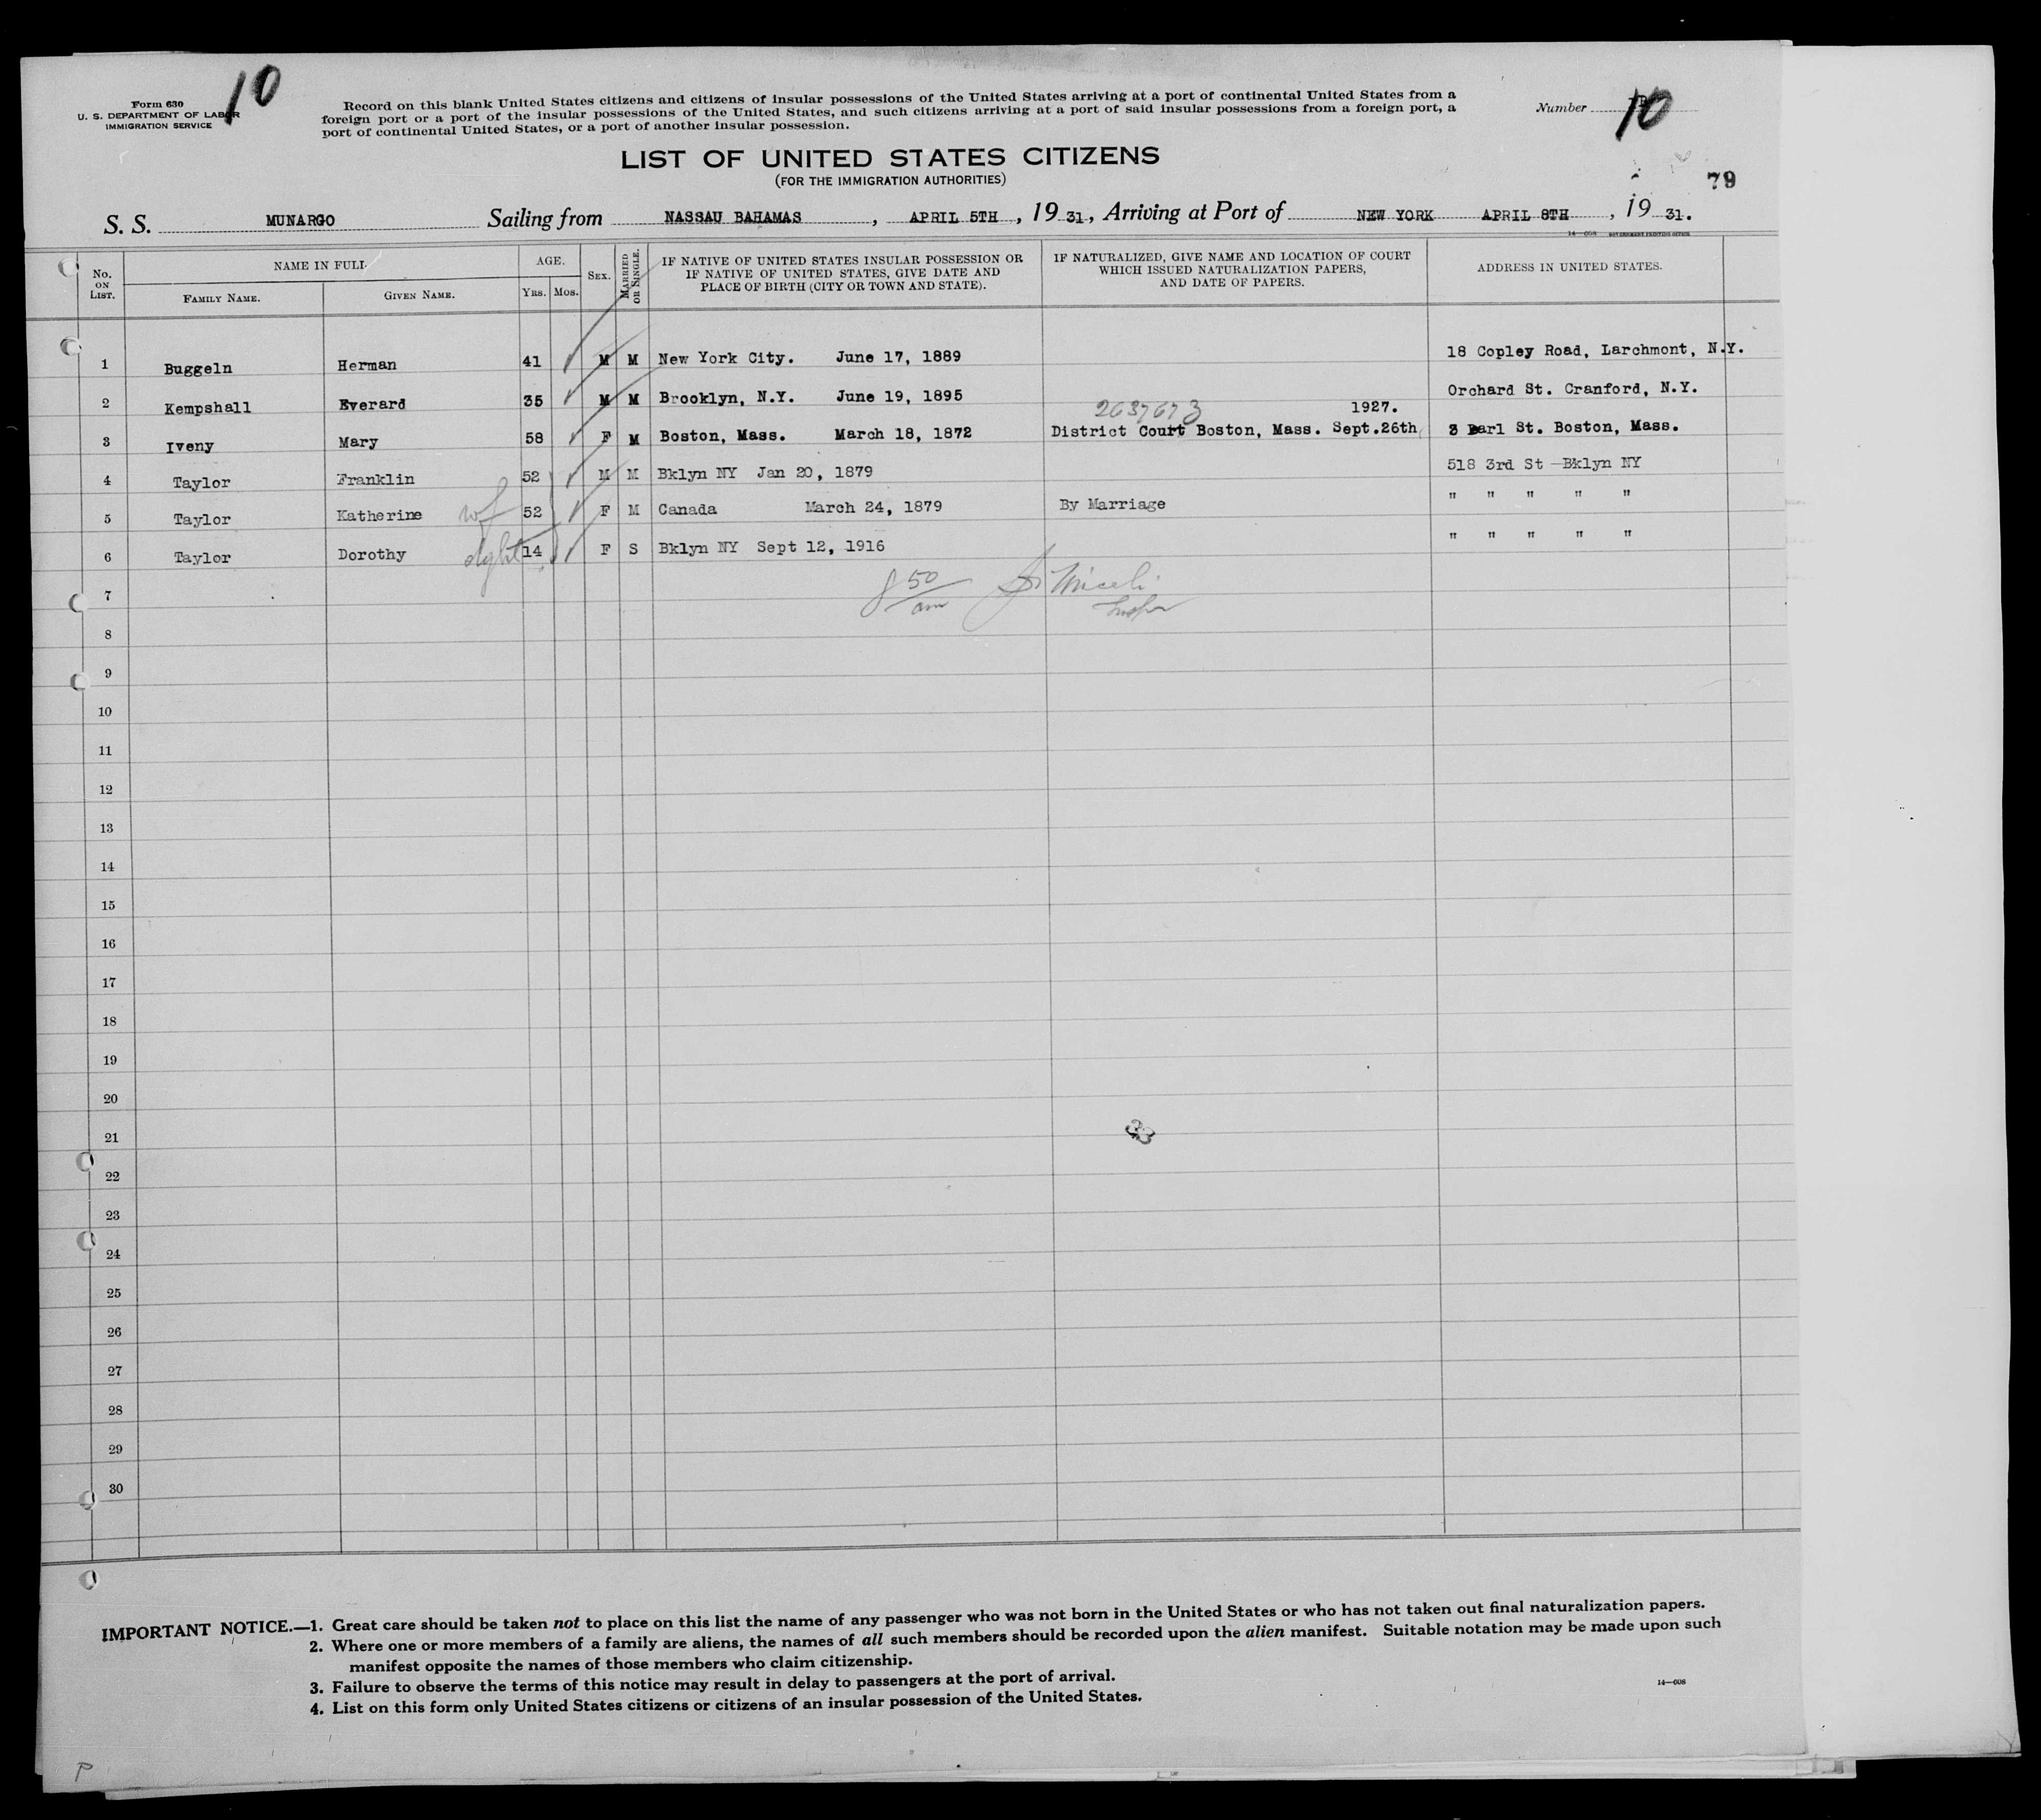 10
Form 630
U. S. DEPARTMENT OF LABOR
IMMIGRATION SERVICE
Record on this blank United States citizens and citizens of insular possessions of the United States arriving at a port of continental United States from a
foreign port or a port of the insular possessions of the United States, and such citizens arriving at a port of said insular possessions from a foreign port, a
port of continental United States, or a port of another insular possession.
Number 10
LIST OF UNITED STATES CITIZENS
(FOR THE IMMIGRATION AUTHORITIES)
79
S. S. MUNARGO Sailing from NASSAU BAHAMAS, APRIL 5TH, 19 31, Arriving at Port of NEW YORK APRIL 8TH, 19 31.
14—608 GOVERNMENT PRINTING OFFICE
No. ON LIST. NAME IN FULL FAMILY NAME. GIVEN NAME. AGE. YRS. MOS. SEX. MARRIED OR SINGLE. IF NATIVE OF UNITED STATES INSULAR POSSESSION OR IF NATIVE OF UNITED STATES, GIVE DATE AND PLACE OF BIRTH (CITY OR TOWN AND STATE). IF NATURALIZED, GIVE NAME AND LOCATION OF COURT WHICH ISSUED NATURALIZATION PAPERS, AND DATE OF PAPERS. ADDRESS IN UNITED STATES.
1 Buggeln Herman 41 M M New York City. June 17, 1889 18 Copley Road, Larchmont, N.Y.
2 Kempshall Everard 35 M M Brooklyn, N.Y. June 19, 1895 Orchard St. Cranford, N.Y.
2637673 1927.
3 Iveny Mary 58 F M Boston, Mass. March 18, 1872 District Court Boston, Mass. Sept.26th 3 Earl St. Boston, Mass.
4 Taylor Franklin 52 M M Bklyn NY Jan 20, 1879 518 3rd St Bklyn NY
5 Taylor Katherine wf 52 F M Canada March 24, 1879 By Marriage " " " " "
6 Taylor Dorothy dght 14 F S Bklyn NY Sept 12, 1916 " " " " "
8 50 am Miceli Inspr
7
8
9
10
11
12
13
14
15
16
17
18
19
20
21
22
23
24
25
26
27
28
29
30
IMPORTANT NOTICE.—1. Great care should be taken not to place on this list the name of any passenger who was not born in the United States or who has not taken out final naturalization papers.
2. Where one or more members of a family are aliens, the names of all such members should be recorded upon the alien manifest. Suitable notation may be made upon such
manifest opposite the names of those members who claim citizenship.
3. Failure to observe the terms of this notice may result in delay to passengers at the port of arrival.
4. List on this form only United States citizens or citizens of an insular possession of the United States.
14—608
P